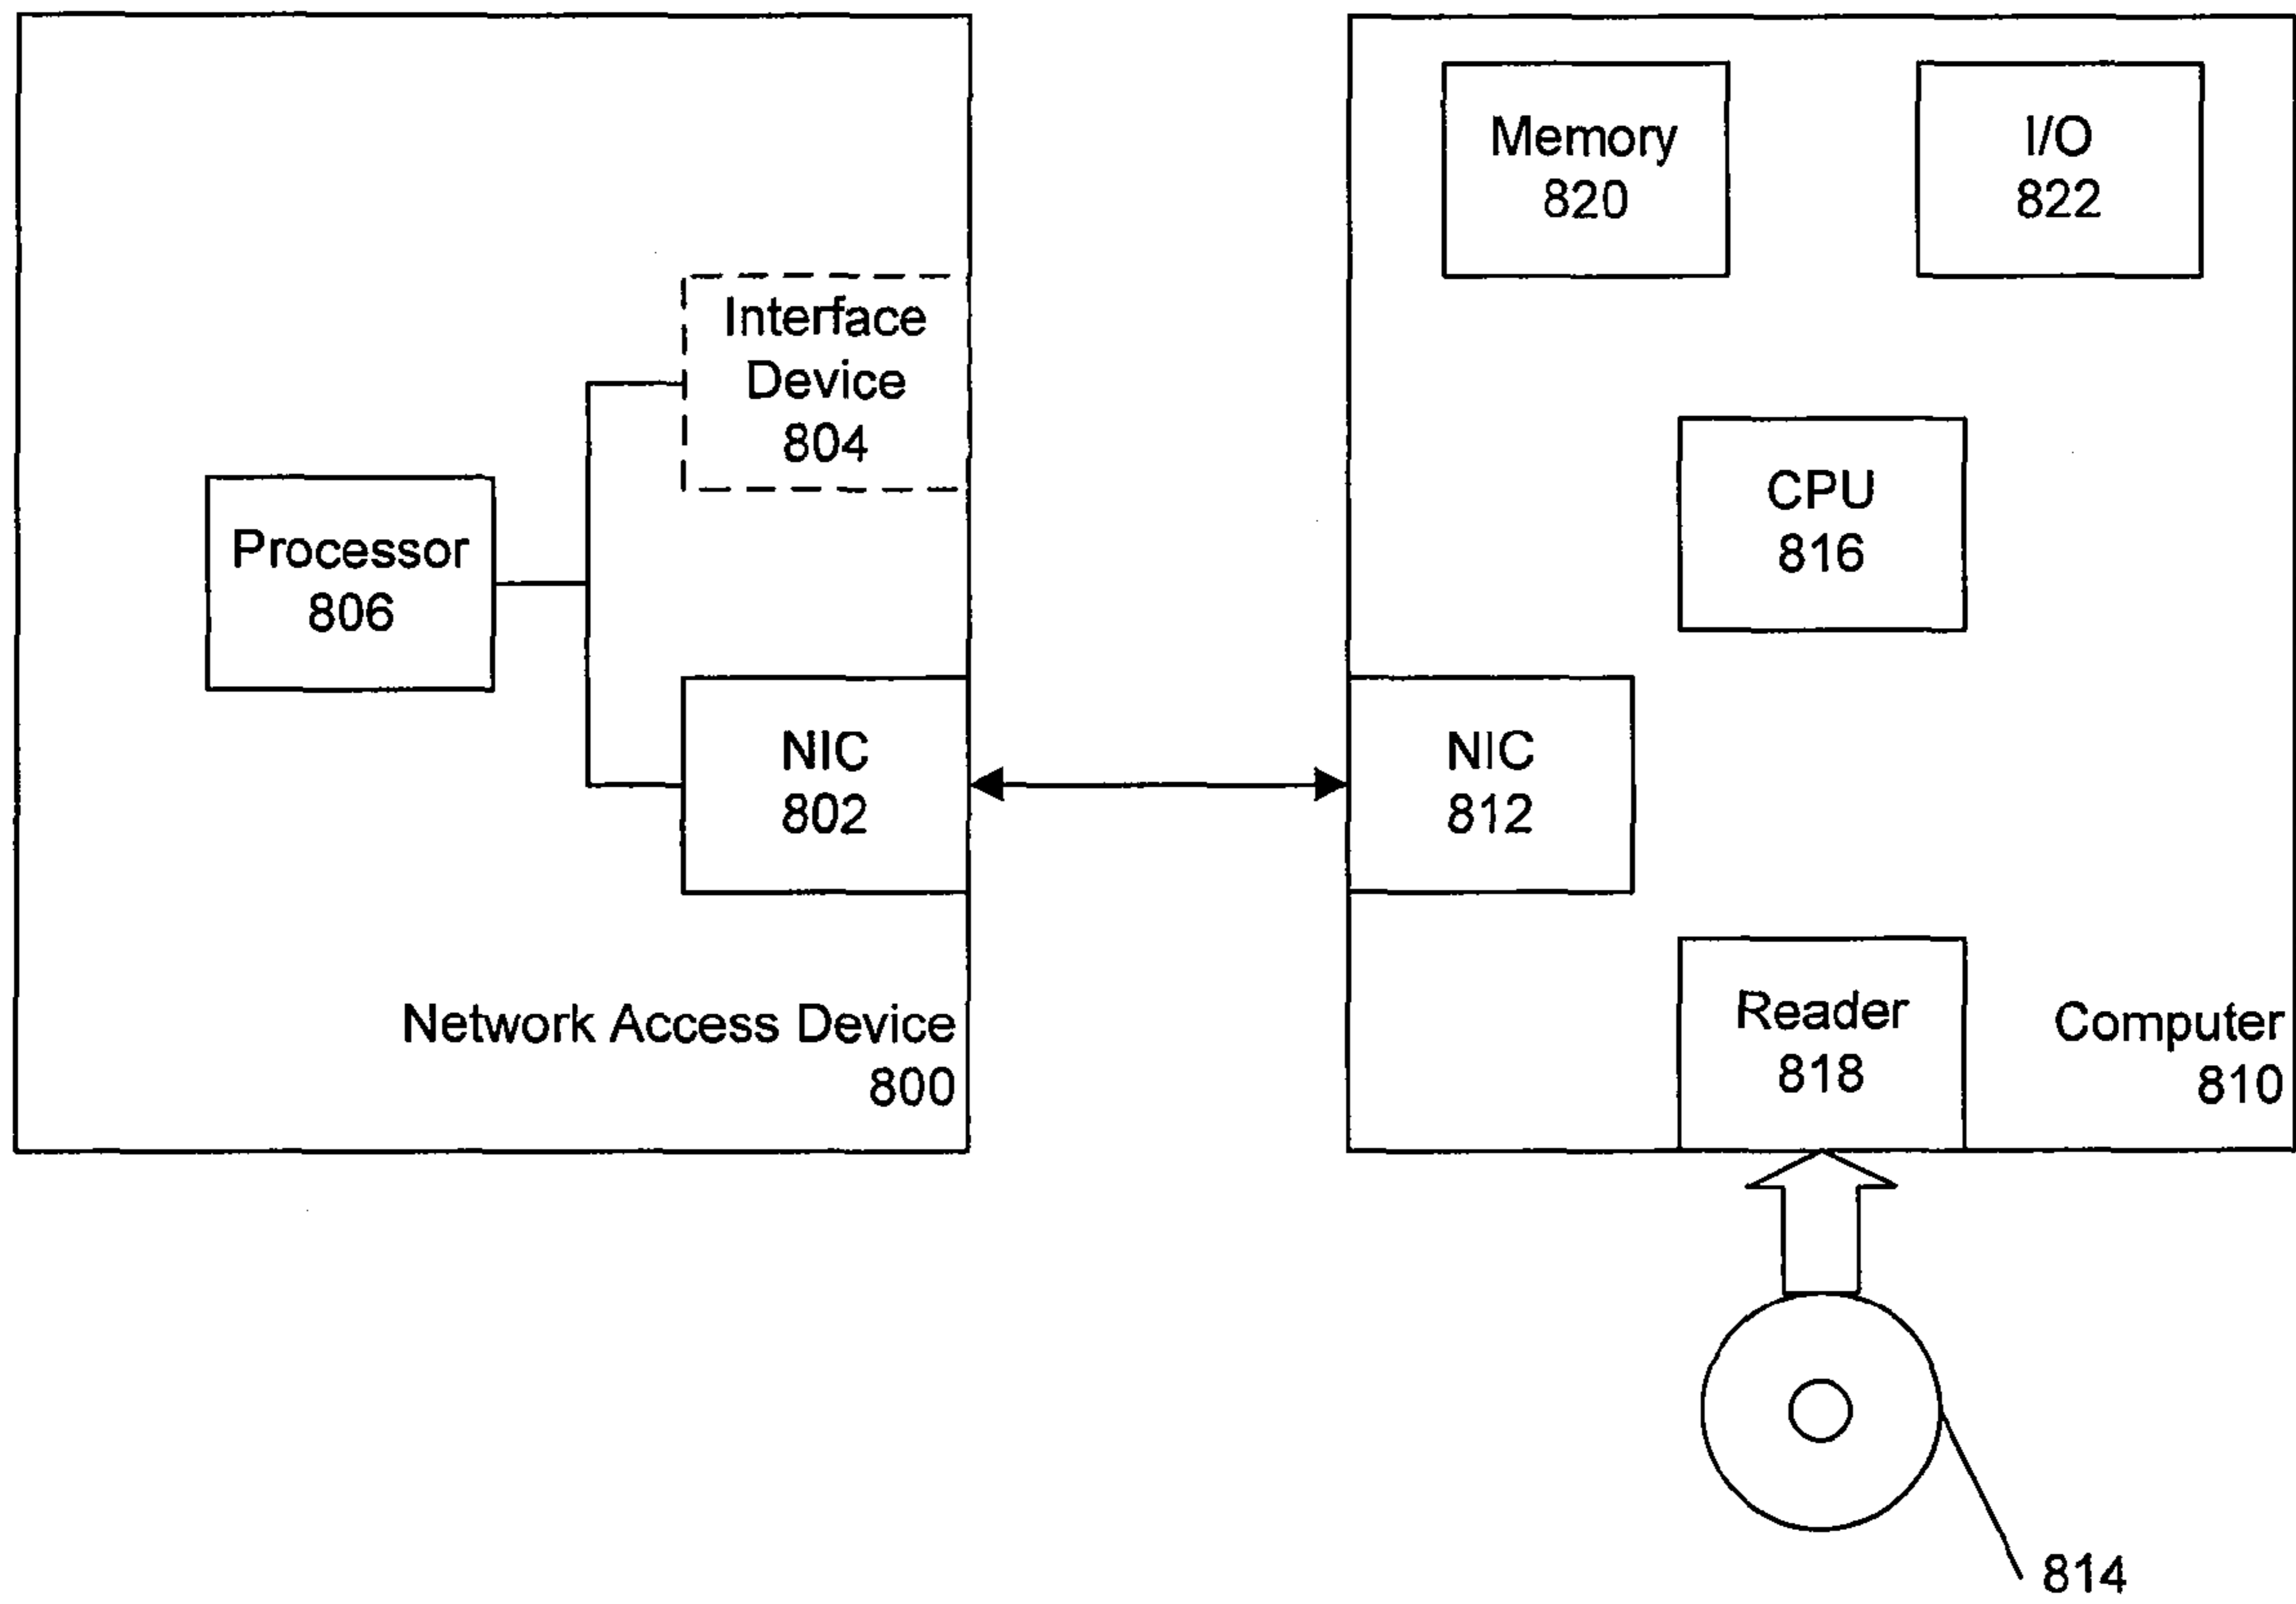 Memory
820
I/O
822
Interface
Device
804
CPU
816
Processor
806
NIC
802
NIC
812
Network Access Device
800
Reader
818
Computer
810
814